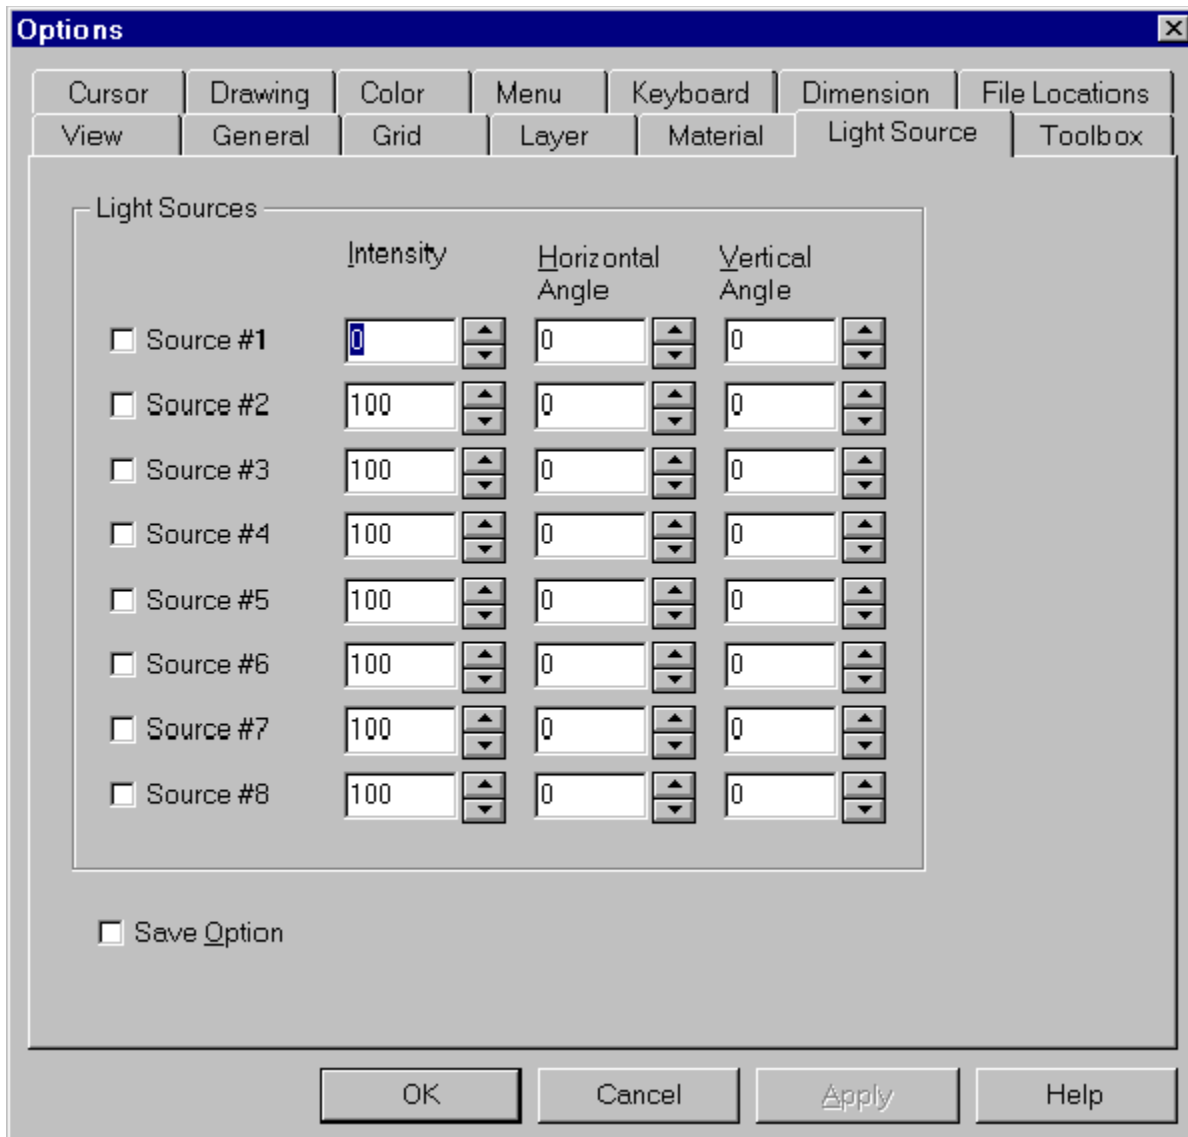 Options
Cursor Drawing Color Menu Keyboard Dimension File Locations
View General Grid Layer Material Light Source Toolbox
Light Sources
Intensity Horizontal Angle Vertical Angle
Source #1 0 0 0
Source #2 100 0 0
Source #3 100 0 0
Source #4 100 0 0
Source #5 100 0 0
Source #6 100 0 0
Source #7 100 0 0
Source #8 100 0 0
Save Option
OK Cancel Apply Help